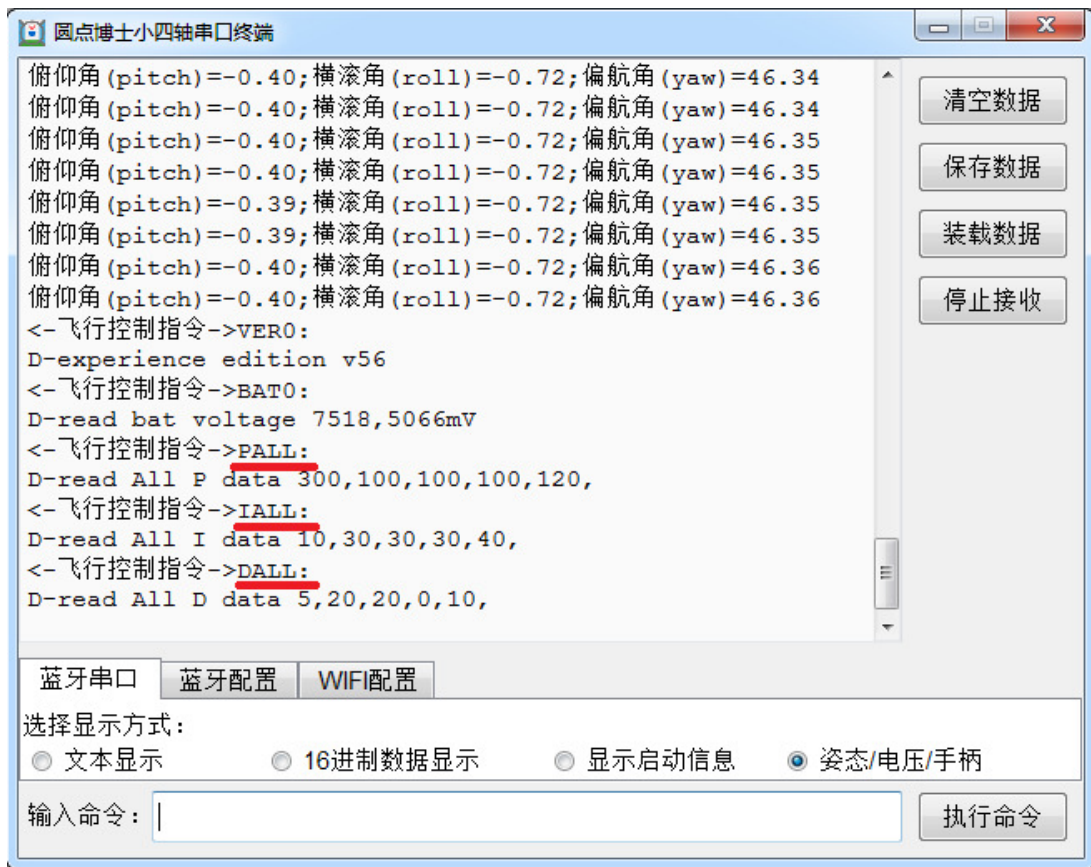 圆点博士小四轴串口终端
俯仰角(pitch)=-0.40;横滚角(roll)=-0.72;偏航角(yaw)=46.34
俯仰角(pitch)=-0.40;横滚角(roll)=-0.72;偏航角(yaw)=46.34
俯仰角(pitch)=-0.40;横滚角(roll)=-0.72;偏航角(yaw)=46.35
俯仰角(pitch)=-0.40;横滚角(roll)=-0.72;偏航角(yaw)=46.35
俯仰角(pitch)=-0.39;横滚角(roll)=-0.72;偏航角(yaw)=46.35
俯仰角(pitch)=-0.39;横滚角(roll)=-0.72;偏航角(yaw)=46.35
俯仰角(pitch)=-0.40;横滚角(roll)=-0.72;偏航角(yaw)=46.36
俯仰角(pitch)=-0.40;横滚角(roll)=-0.72;偏航角(yaw)=46.36
<-飞行控制指令->VER0:
D-experience edition v56
<-飞行控制指令->BAT0:
D-read bat voltage 7518,5066mV
<-飞行控制指令->PALL:
D-read All P data 300,100,100,100,120,
<-飞行控制指令->IALL:
D-read All I data 10,30,30,30,40,
<-飞行控制指令->DALL:
D-read All D data 5,20,20,0,10,
清空数据
保存数据
装载数据
停止接收
蓝牙串口 蓝牙配置 WIFI配置
选择显示方式:
文本显示 16进制数据显示 显示启动信息 姿态/电压/手柄
输入命令: 执行命令